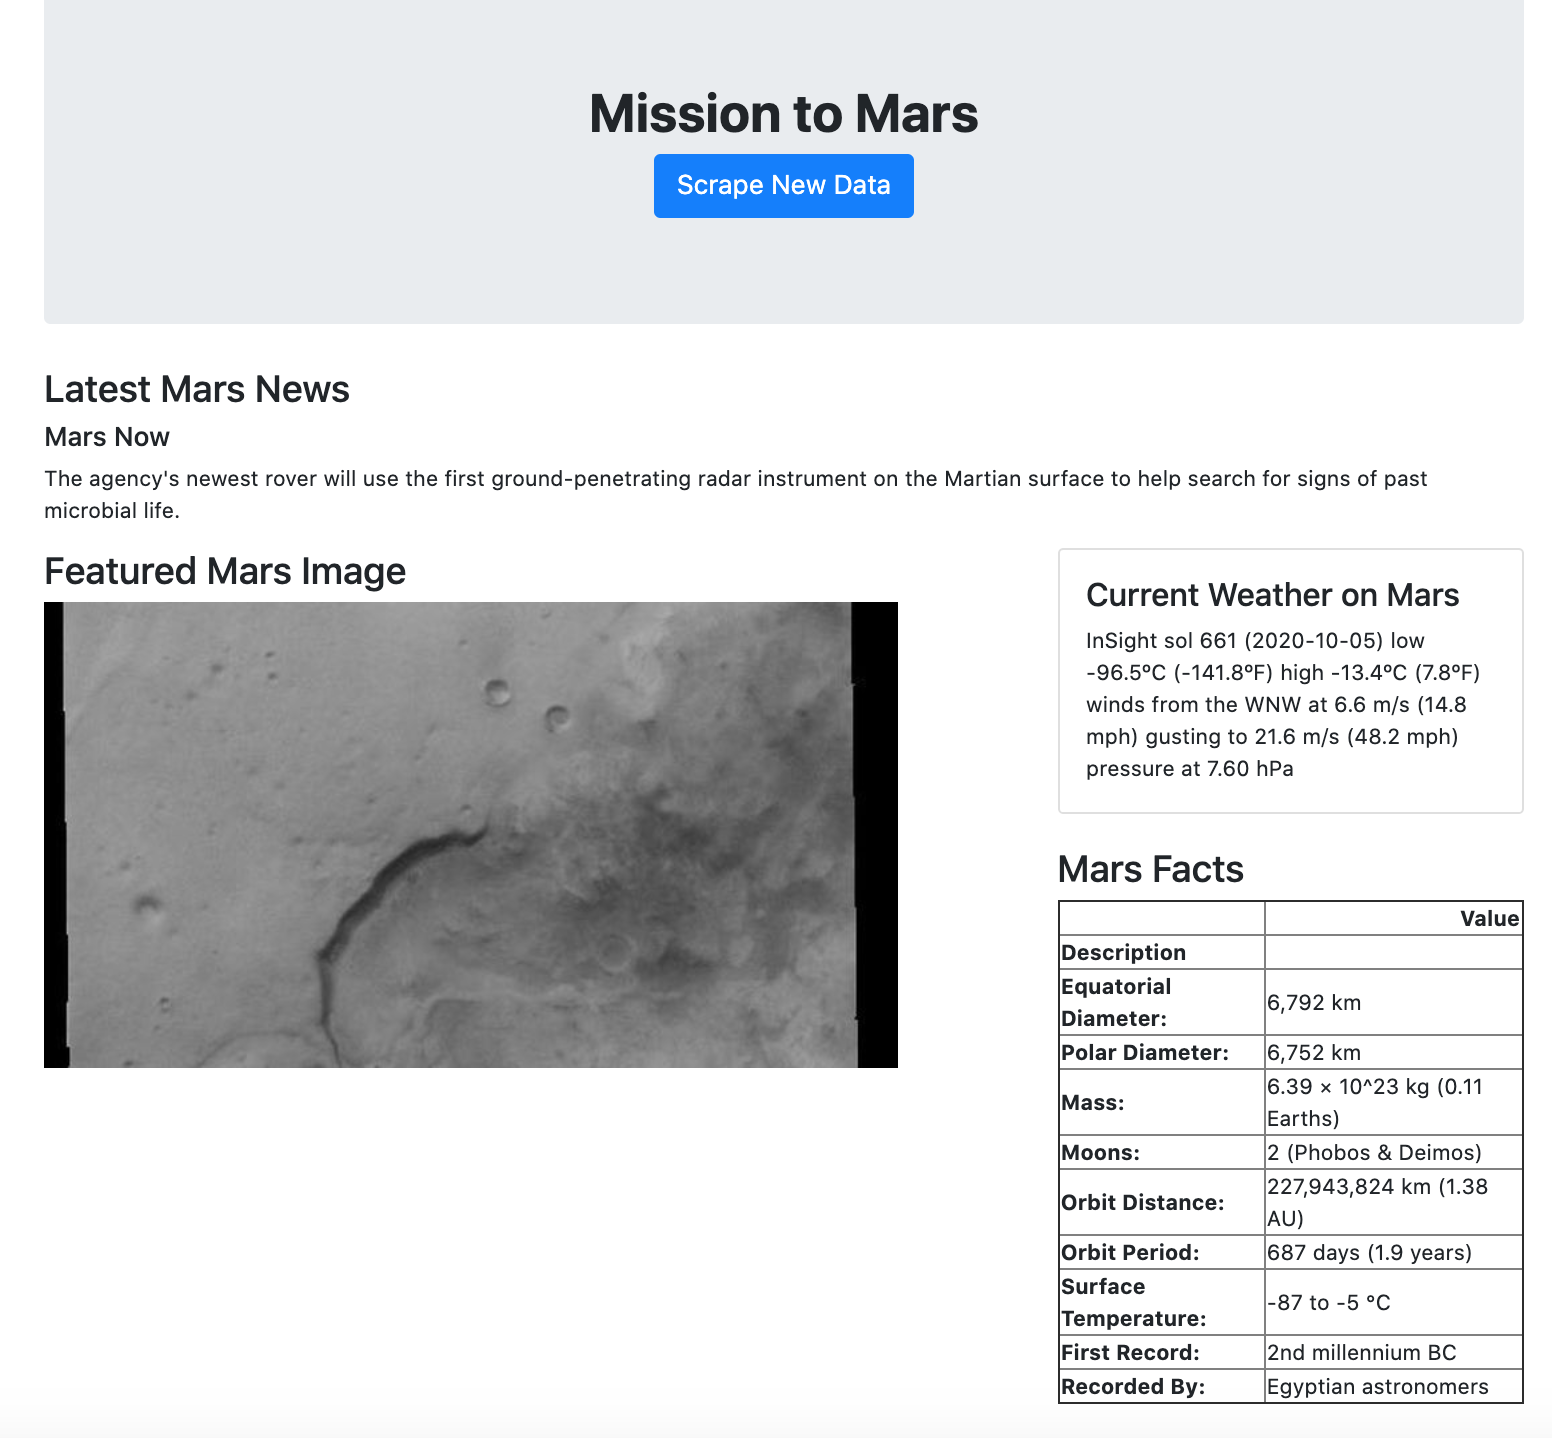 Mission to Mars
Scrape New Data
Latest Mars News
Mars Now
The agency's newest rover will use the first ground-penetrating radar instrument on the Martian surface to help search for signs of past
microbial life.
Featured Mars Image
Current Weather on Mars
InSight sol 661 (2020-10-05) low
-96.5ºC (-141.8ºF) high -13.4ºC (7.8ºF)
winds from the WNW at 6.6 m/s (14.8
mph) gusting to 21.6 m/s (48.2 mph)
pressure at 7.60 hPa
Mars Facts
Value
Description
Equatorial
Diameter:
6,792 km
Polar Diameter:
6,752 km
Mass:
6.39 × 10^23 kg (0.11
Earths)
Moons:
2 (Phobos & Deimos)
Orbit Distance:
227,943,824 km (1.38
AU)
Orbit Period:
687 days (1.9 years)
Surface
Temperature:
-87 to -5 °C
First Record:
2nd millennium BC
Recorded By:
Egyptian astronomers